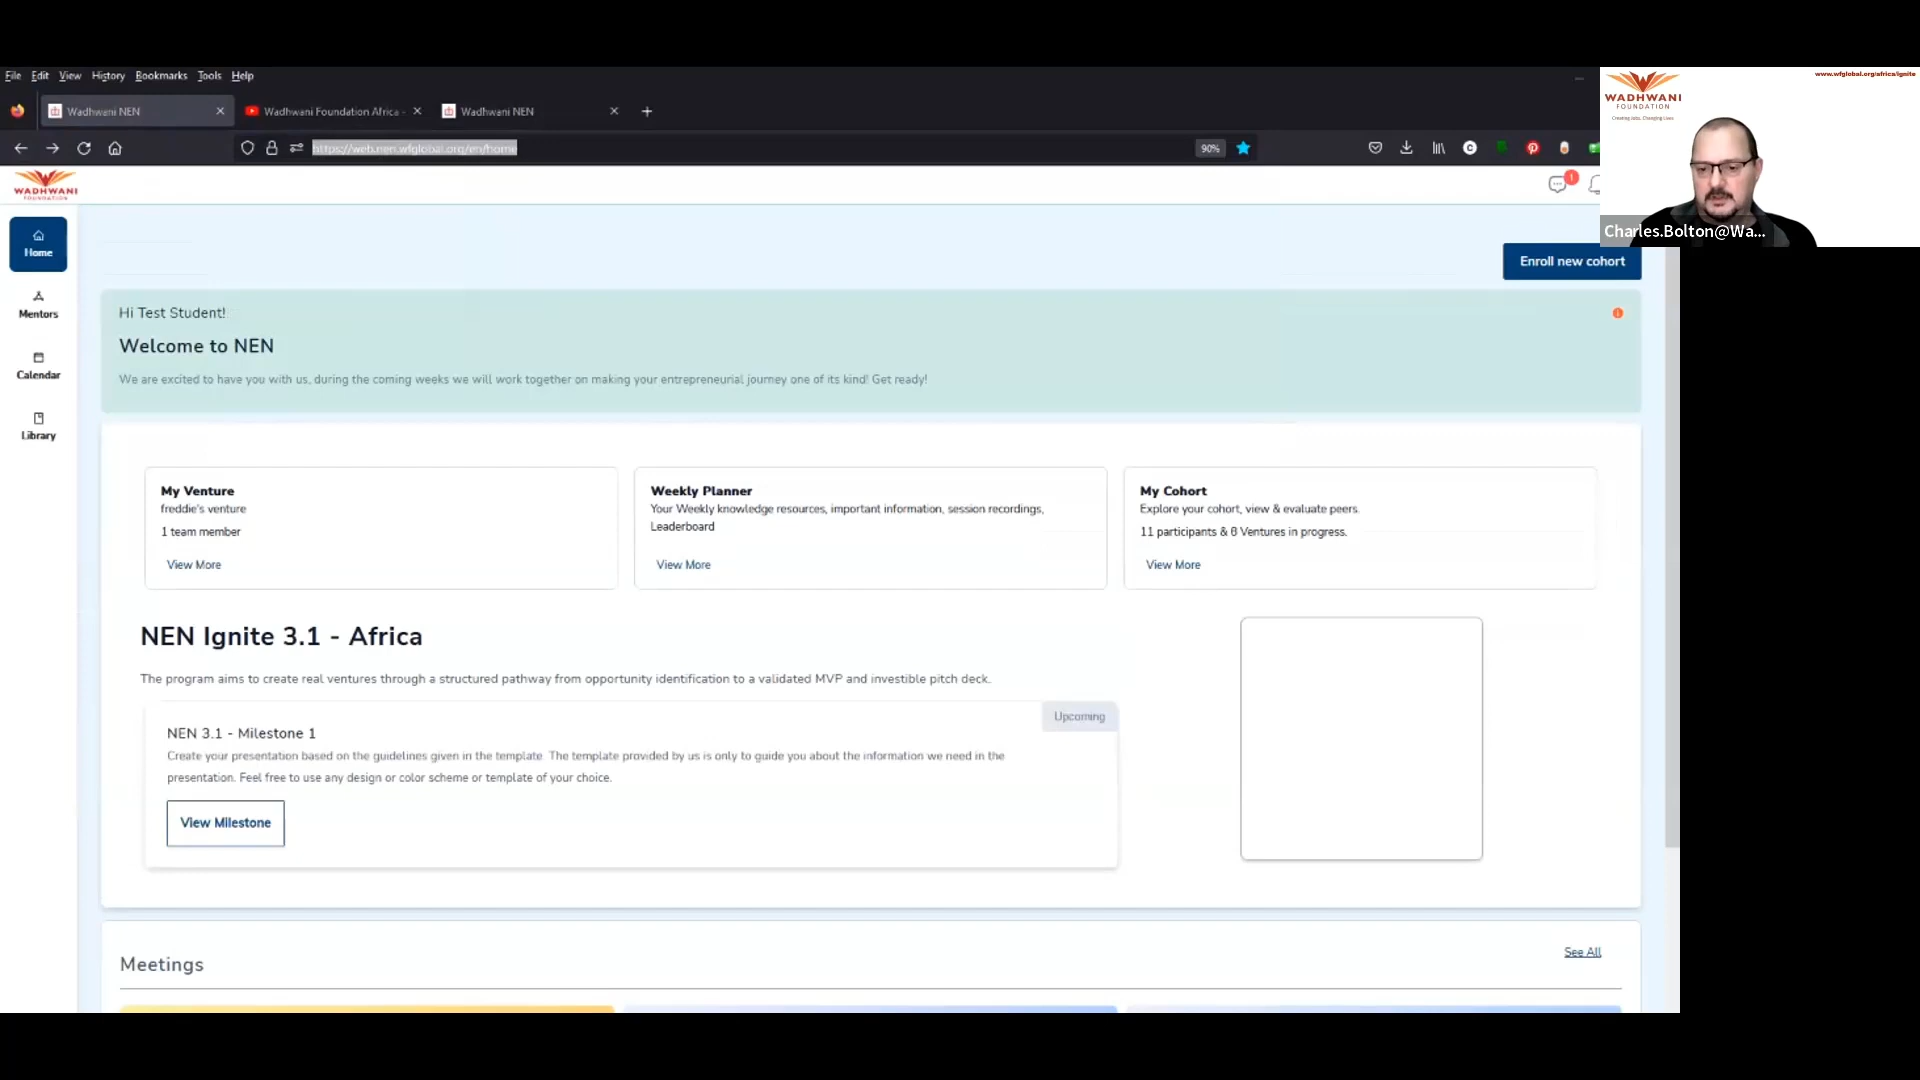 File Edit View History Bookmarks Tools Help
Wadhwani NEN
Wadhwani Foundation Africa -
Wadhwani NEN
https://web.nen.wfglobal.org/en/home
90%
www.wfglobal.org/africa/ignite
WADHWANI
FOUNDATION
Creating Jobs, Changing Lives
Charles.Bolton@Wa...
WADHWANI
FOUNDATION
1
Home
Mentors
Calendar
Library
Enroll new cohort
Hi Test Student!
Welcome to NEN
We are excited to have you with us, during the coming weeks we will work together on making your entrepreneurial journey one of its kind! Get ready!
My Venture
freddie's venture
1 team member
View More
Weekly Planner
Your Weekly knowledge resources, important information, session recordings,
Leaderboard
View More
My Cohort
Explore your cohort, view & evaluate peers.
11 participants & 6 Ventures in progress.
View More
NEN Ignite 3.1 - Africa
The program aims to create real ventures through a structured pathway from opportunity identification to a validated MVP and investible pitch deck.
Upcoming
NEN 3.1 - Milestone 1
Create your presentation based on the guidelines given in the template. The template provided by us is only to guide you about the information we need in the
presentation. Feel free to use any design or color scheme or template of your choice.
View Milestone
Meetings
See All